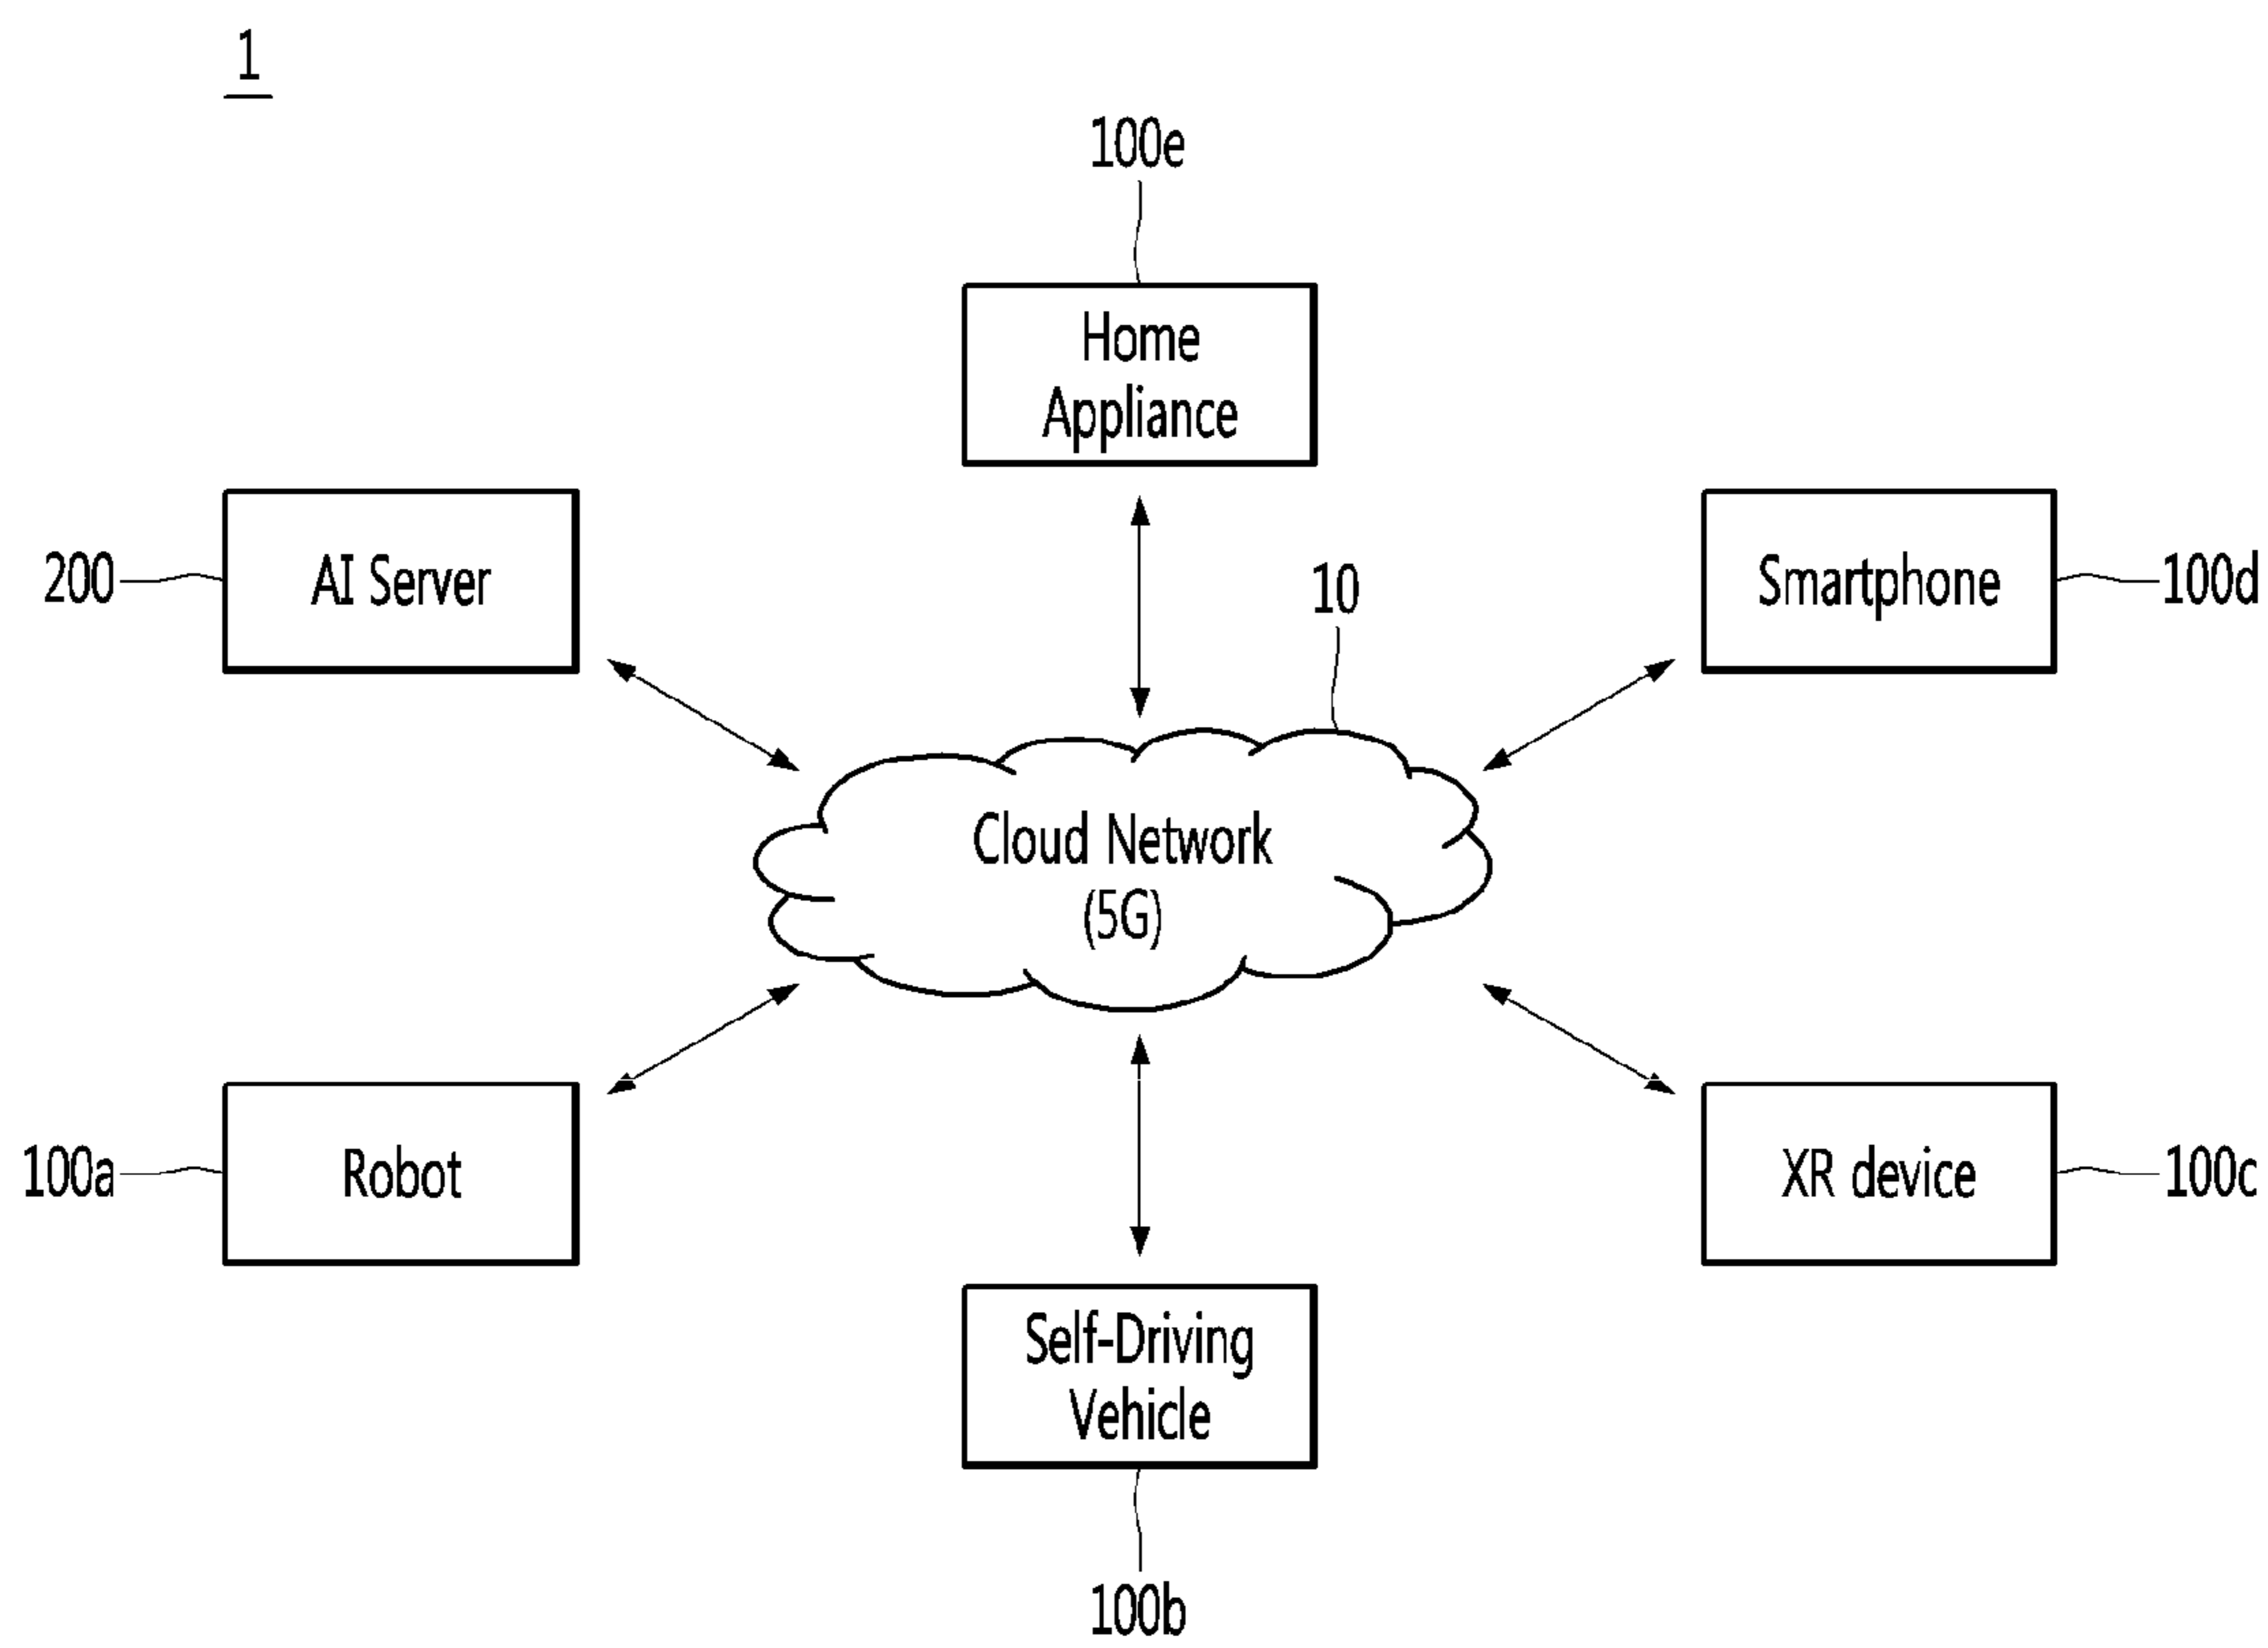 1
100e
Home
Appliance
200
AI Server
Smartphone
100d
10
Cloud Network
(5G)
100a
Robot
XR device
100c
Self-Driving
Vehicle
100b